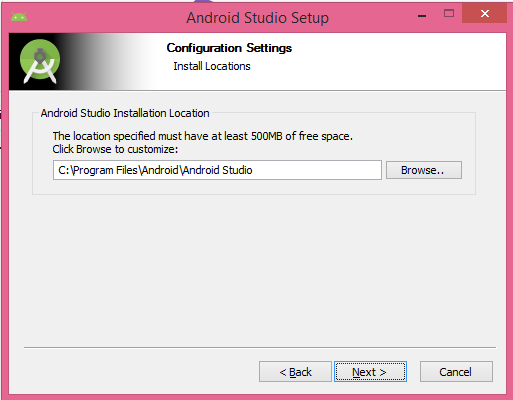 Android Studio Setup
Configuration Settings
Install Locations
Android Studio Installation Location
The location specified must have at least 500MB of free space.
Click Browse to customize:
C:\Program Files\Android\Android Studio
Browse..
< Back
Next >
Cancel